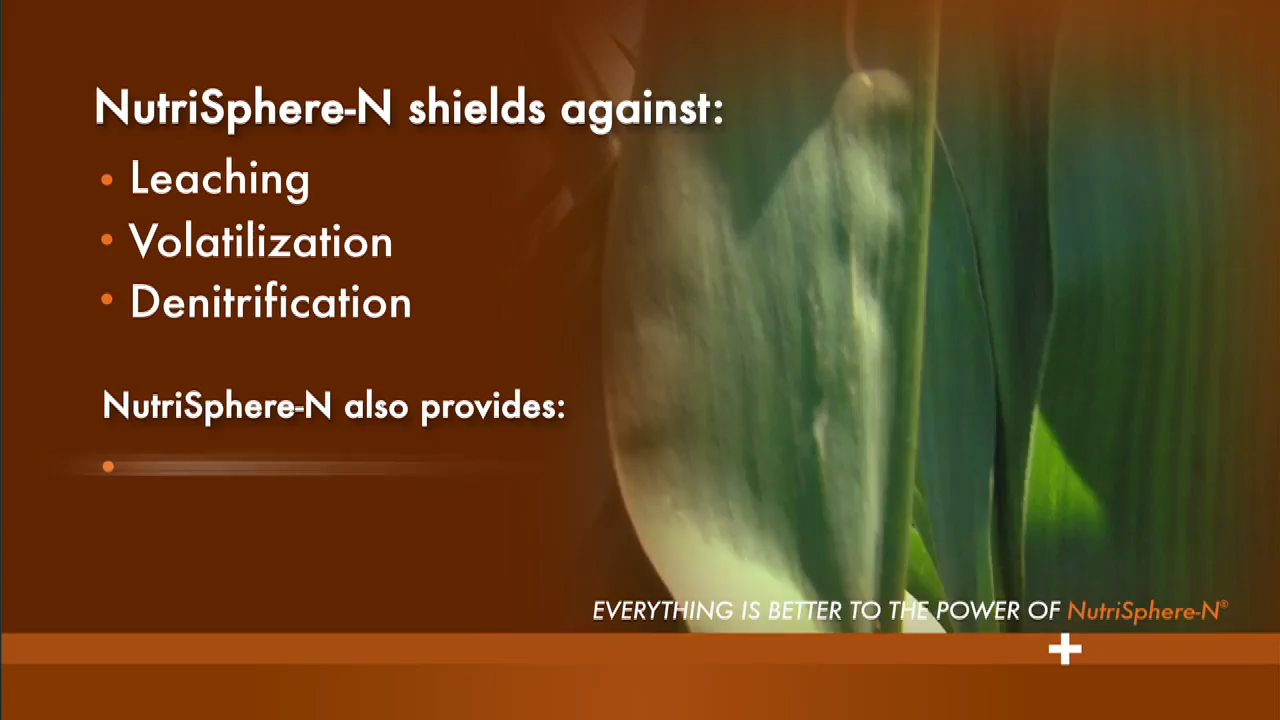 NutriSphere-N shields against:
• Leaching
• Volatilization
• Denitrification
NutriSphere-N also provides:
•
EVERYTHING IS BETTER TO THE POWER OF NutriSphere-N®